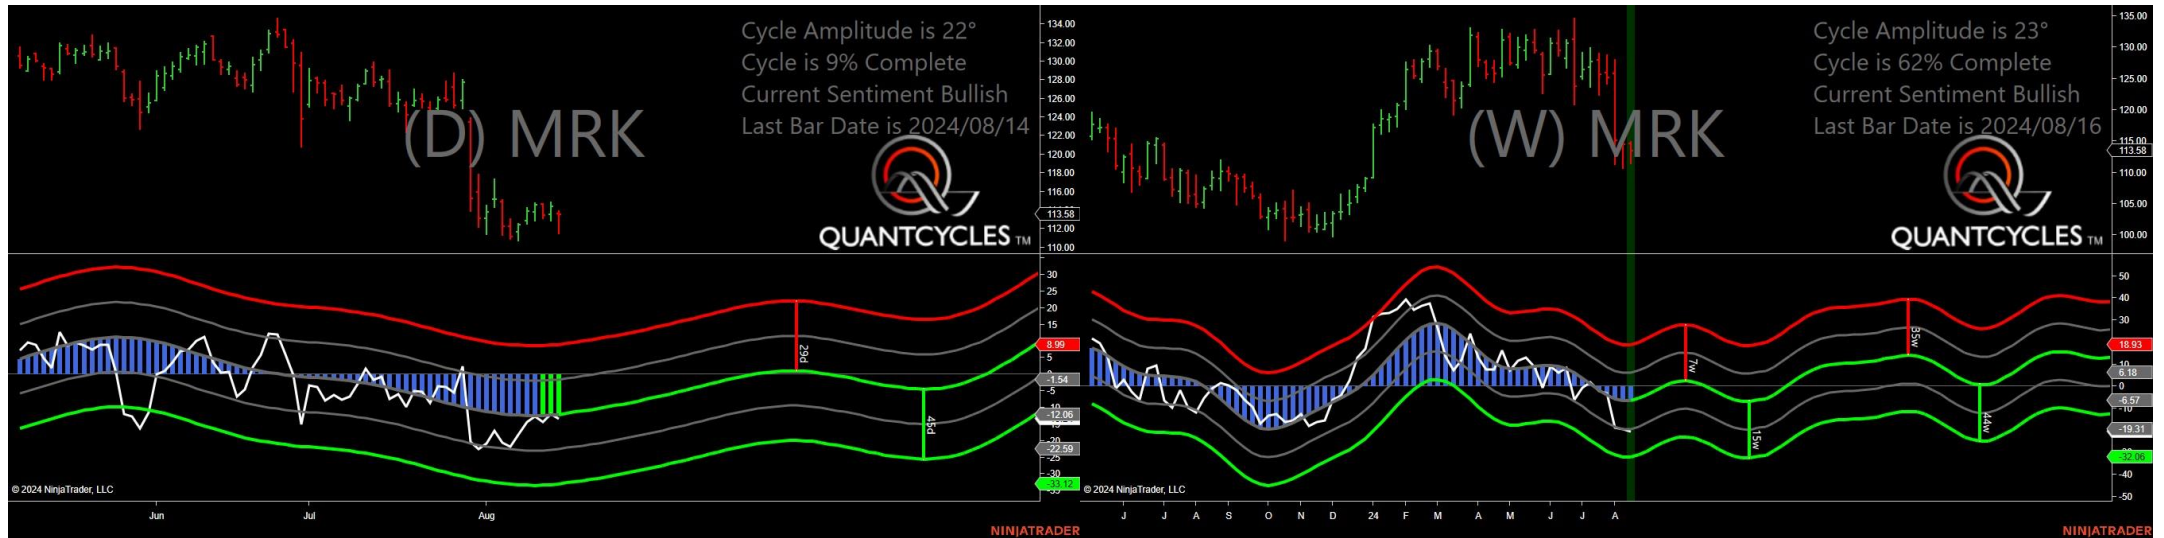 Cycle Amplitude is 22°
Cycle is 9% Complete
Current Sentiment Bullish
Last Bar Date is 2024/08/14
(D) MRK
QUANTCYCLES TM
134.00
132.00
130.00
128.00
126.00
124.00
122.00
120.00
118.00
116.00
113.58
112.00
110.00
30
25
20
15
8.99
5
-1.54
-5
-10
-12.06
-20
-22.59
-25
-30
-33.12
-35
29d
45d
© 2024 NinjaTrader, LLC
Jun
Jul
Aug
NINJATRADER
Cycle Amplitude is 23°
Cycle is 62% Complete
Current Sentiment Bullish
Last Bar Date is 2024/08/16
(W) MRK
QUANTCYCLES TM
135.00
130.00
125.00
120.00
115.00
113.58
110.00
105.00
100.00
50
40
30
18.93
10
6.18
0
-6.57
-10
-19.31
-32.06
-40
-50
7w
15w
35w
44w
© 2024 NinjaTrader, LLC
J
J
A
S
O
N
D
24
F
M
A
M
J
J
A
NINJATRADER